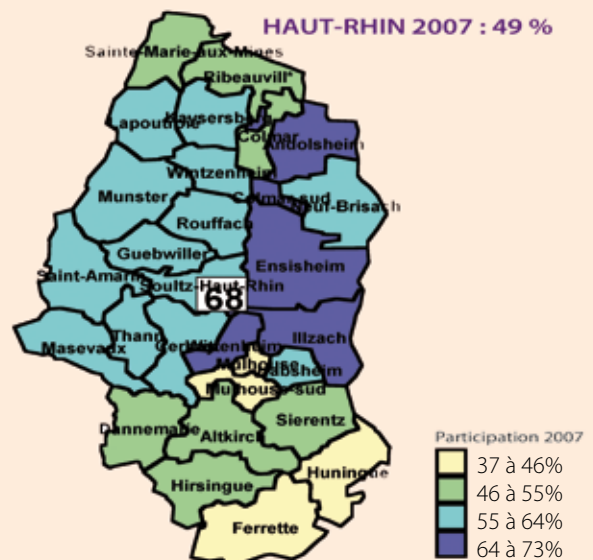 HAUT-RHIN 2007 : 49 %
Sainte-Marie-aux-Mines
Ribeauvill*
Lapoutroie
Kaysersberg
Colmar
Andolsheim
Wintzenheim
Munster
Colmar-sud
Neuf-Brisach
Rouffach
Guebwiller
Ensisheim
Saint-Amarin
Soultz-Haut-Rhin
68
Masevaux
Thann
Cernay
Wittenheim
Illzach
Mulhouse
Habsheim
Mulhouse-sud
Dannemarie
Altkirch
Sierentz
Hirsingue
Huningue
Ferrette
Participation 2007
37 à 46%
46 à 55%
55 à 64%
64 à 73%